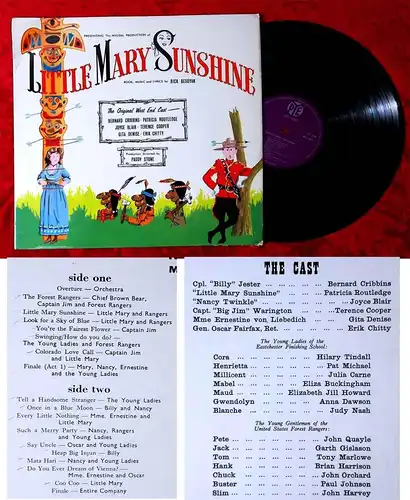 PRESENTING The MUSICAL PRODUCTION of
LITTLE MARY SUNSHINE
BOOK, MUSIC and LYRICS by RICK BESOYAN
The Original West End Cast
BERNARD CRIBBINS · PATRICIA ROUTLEDGE
JOYCE BLAIR · TERENCE COOPER
GITA DENISE · ERIK CHITTY
Production directed by
PADDY STONE
PYE
side one
Overture — Orchestra
The Forest Rangers — Chief Brown Bear,
Captain Jim and Forest Rangers
Little Mary Sunshine — Little Mary and Rangers
Look for a Sky of Blue — Little Mary and Rangers
You're the Fairest Flower — Captain Jim
Swinging/How do you do? —
The Young Ladies and Forest Rangers
Colorado Love Call — Captain Jim
and Little Mary
Finale (Act 1) — Mary, Nancy, Ernestine
and the Young Ladies
side two
Tell a Handsome Stranger — The Young Ladies
Once in a Blue Moon — Billy and Nancy
Every Little Nothing — Mme. Ernestine and
Little Mary
Such a Merry Party — Nancy, Rangers
and Young Ladies
Say Uncle — Oscar and Young Ladies
Heap Big Injun — Billy
Mata Hari — Nancy and Young Ladies
Do You Ever Dream of Vienna? —
Mme. Ernestine and Oscar
Coo Coo — Little Mary
Finale — Entire Company
THE CAST
Cpl. "Billy" Jester ... ... ... ... Bernard Cribbins
"Little Mary Sunshine" ... ... ... Patricia Routledge
"Nancy Twinkle" ... ... ... ... ... Joyce Blair
Capt. "Big Jim" Warington ... ... Terence Cooper
Mme Ernestine von Liebedich ... ... Gita Denise
Gen. Oscar Fairfax, Ret. ... ... ... Erik Chitty
The Young Ladies of the
Eastchester Finishing School:
Cora ... ... ... ... Hilary Tindall
Henrietta ... ... ... Pat Michael
Millicent ... ... ... Julia Carne
Mabel ... ... ... Eliza Buckingham
Maud ... ... Elizabeth Jill Howard
Gwendolyn ... ... Anna Dawson
Blanche ... ... ... ... Judy Nash
The Young Gentlemen of the
United States Forest Rangers:
Pete ... ... ... ... John Quayle
Jack ... ... ... Garth Gislason
Tom ... ... ... ... Tony Marlowe
Hank ... ... ... Brian Harrison
Chuck ... ... ... ... John Orchard
Buster ... ... ... Paul Johnson
Slim ... ... ... ... John Harvey